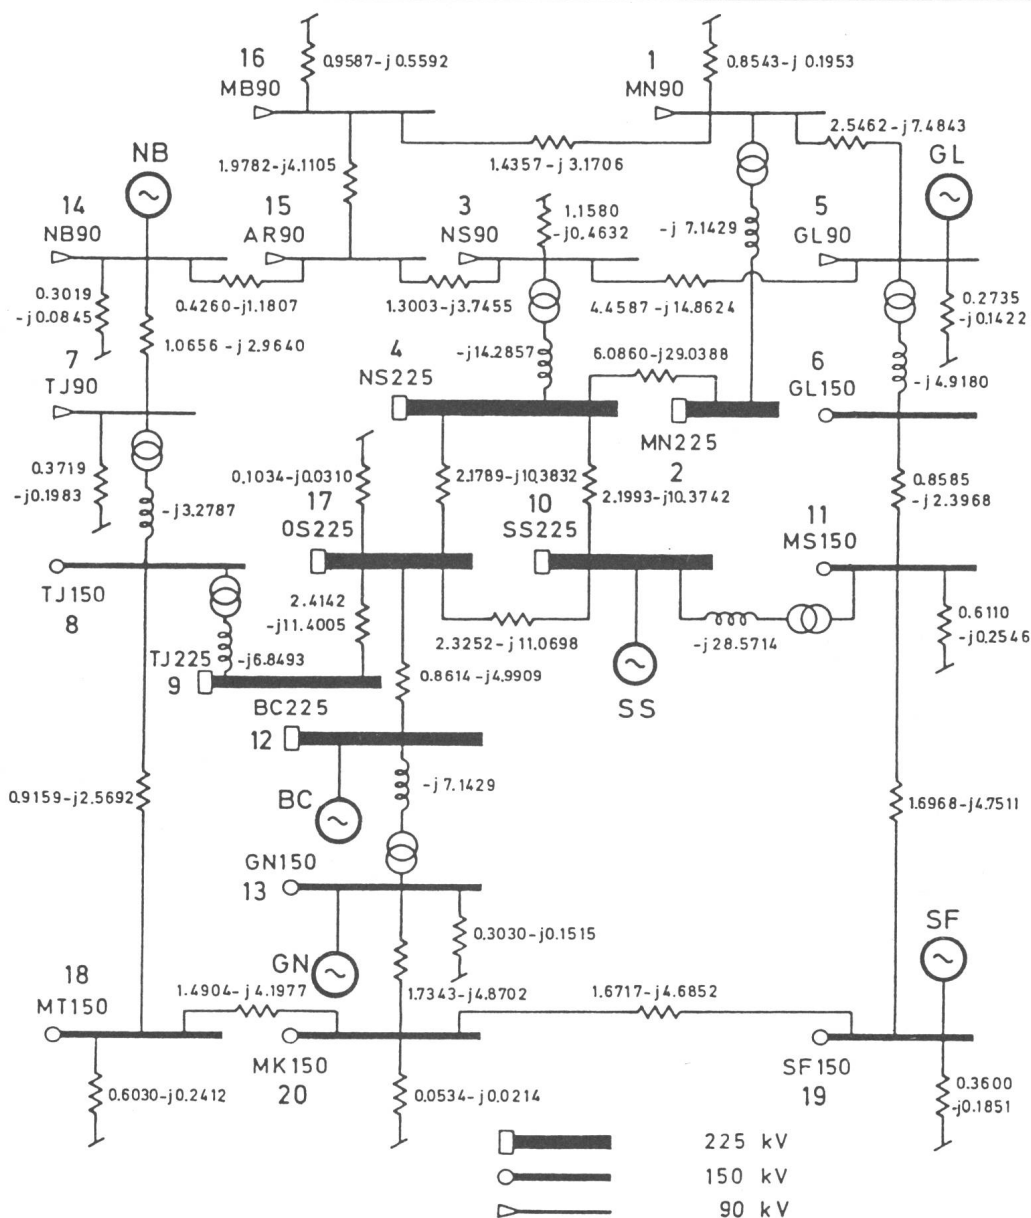 16
MB90
0.9587-j0.5592
1
MN90
0.8543-j0.1953
2.5462-j7.4843
NB
1.9782-j4.1105
1.4357-j3.1706
GL
14
NB90
15
AR90
3
NS90
1.1580
-j0.4632
-j7.1429
5
GL90
0.3019
-j0.0845
0.4260-j1.1807
1.3003-j3.7455
4.4587-j14.8624
0.2735
-j0.1422
1.0656-j2.9640
7
TJ90
4
NS225
-j14.2857
6.0860-j29.0388
6
GL150
-j4.9180
MN225
2
0.3719
-j0.1983
-j3.2787
0.1034-j0.0310
17
OS225
2.1789-j10.3832
2.1993-j10.3742
10
SS225
0.8585
-j2.3968
11
MS150
TJ150
8
2.4142
-j11.4005
2.3252-j11.0698
-j28.5714
0.6110
-j0.2546
TJ225
9
-j6.8493
0.8614-j4.9909
SS
BC225
12
0.9159-j2.5692
BC
-j7.1429
1.6968-j4.7511
GN150
13
0.3030-j0.1515
SF
GN
18
MT150
1.4904-j4.1977
1.7343-j4.8702
1.6717-j4.6852
MK150
20
SF150
19
0.6030-j0.2412
0.0534-j0.0214
0.3600
-j0.1851
225 kV
150 kV
90 kV